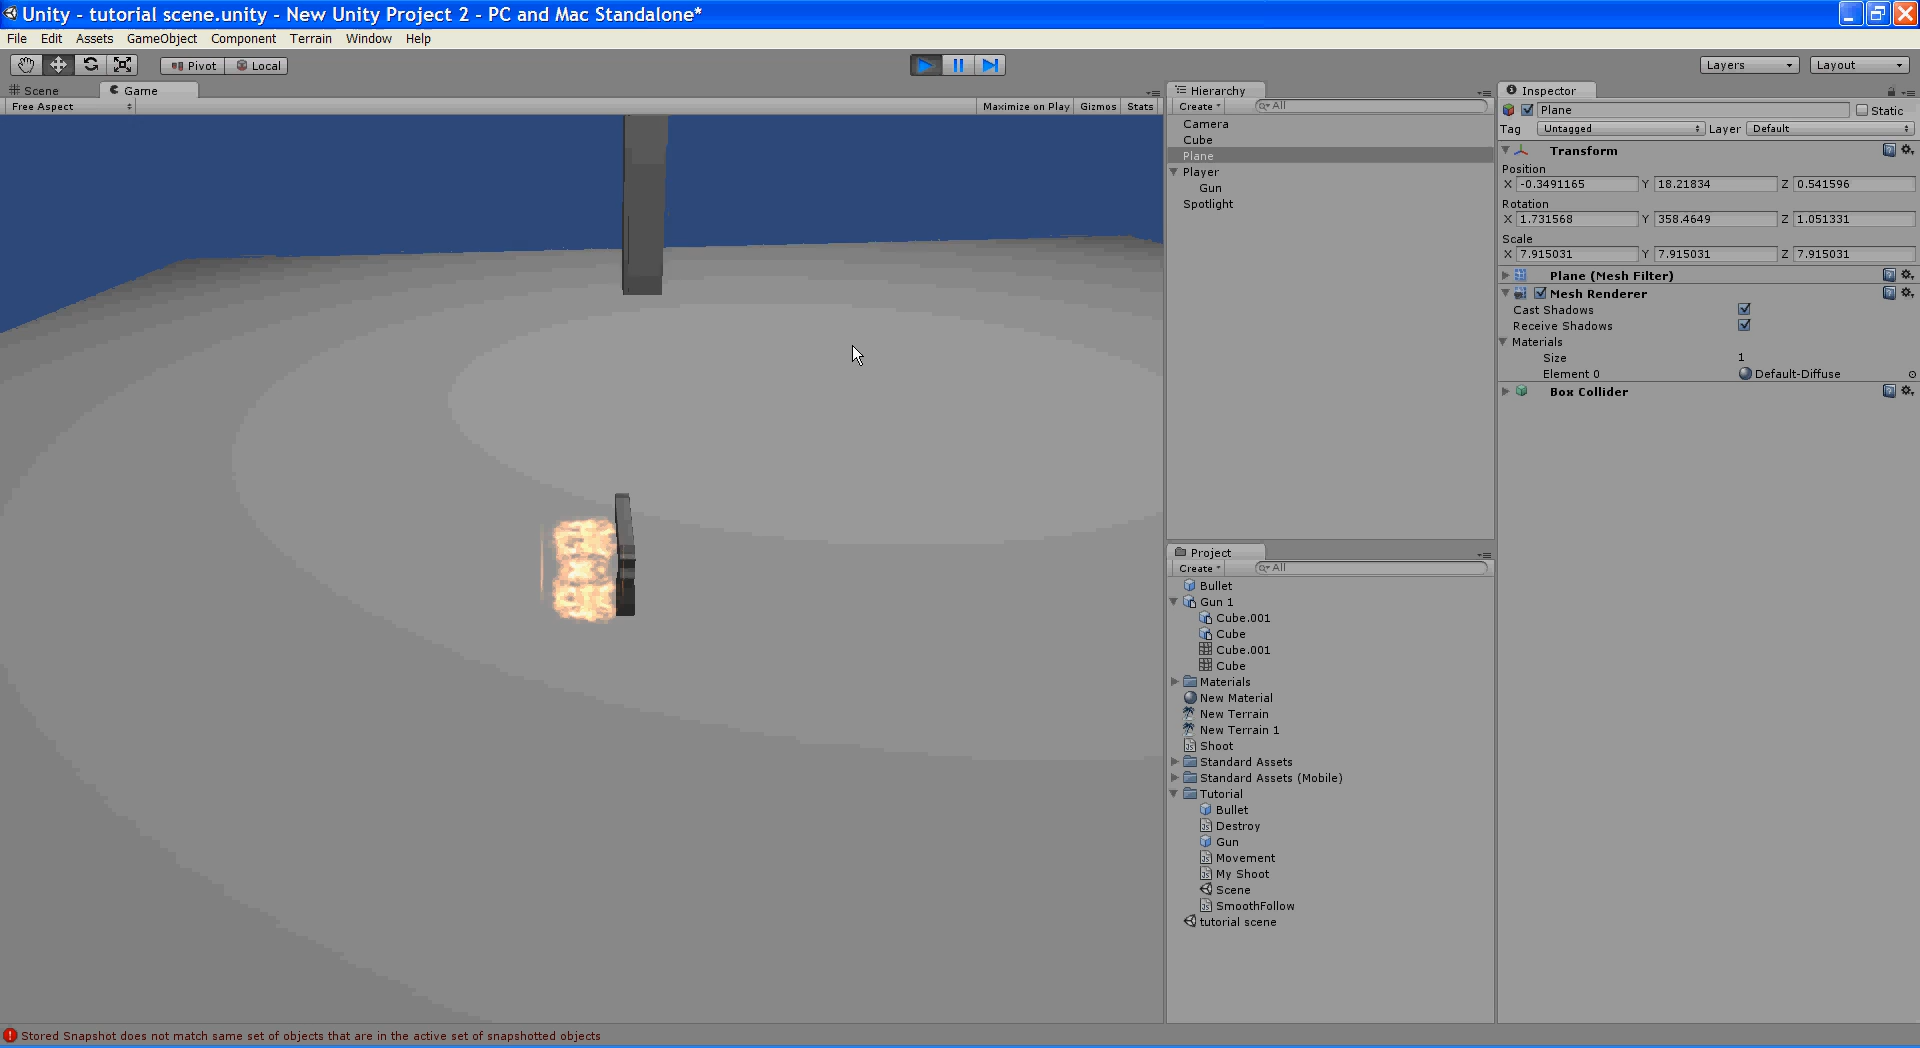 Unity - tutorial scene.unity - New Unity Project 2 - PC and Mac Standalone*
File Edit Assets GameObject Component Terrain Window Help
Pivot Local Layers Layout
Scene Game
Free Aspect Maximize on Play Gizmos Stats
Hierarchy
Create All
Camera
Cube
Plane
Player
Gun
Spotlight
Project
Create All
Bullet
Gun 1
Cube.001
Cube
Cube.001
Cube
Materials
New Material
New Terrain
New Terrain 1
Shoot
Standard Assets
Standard Assets (Mobile)
Tutorial
Bullet
Destroy
Gun
Movement
My Shoot
Scene
SmoothFollow
tutorial scene
Inspector
Plane Static
Tag Untagged Layer Default
Transform
Position
X -0.3491165 Y 18.21834 Z 0.541596
Rotation
X 1.731568 Y 358.4649 Z 1.051331
Scale
X 7.915031 Y 7.915031 Z 7.915031
Plane (Mesh Filter)
Mesh Renderer
Cast Shadows
Receive Shadows
Materials
Size 1
Element 0 Default-Diffuse
Box Collider
Stored Snapshot does not match same set of objects that are in the active set of snapshotted objects